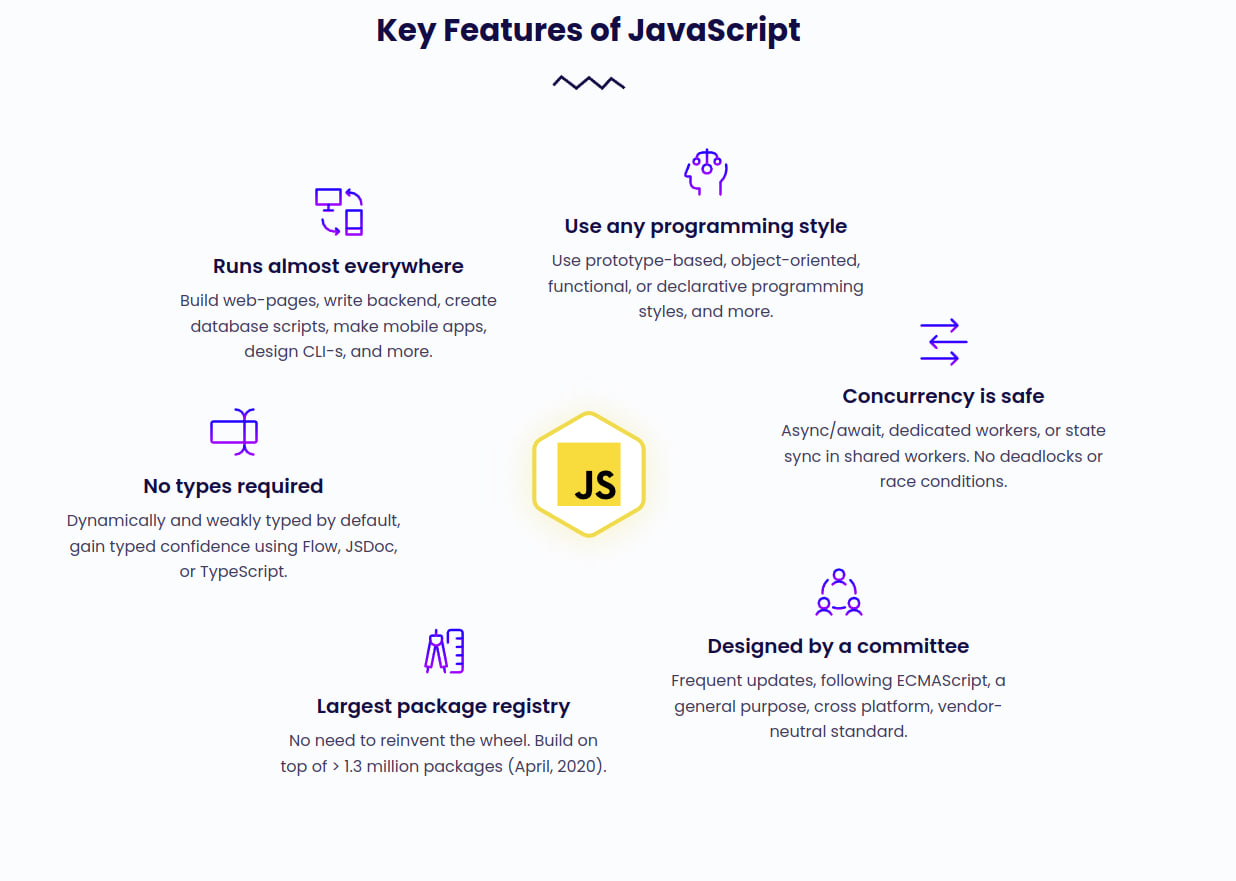 Key Features of JavaScript
Use any programming style
Use prototype-based, object-oriented,
functional, or declarative programming
styles, and more.
Runs almost everywhere
Build web-pages, write backend, create
database scripts, make mobile apps,
design CLI-s, and more.
Concurrency is safe
Async/await, dedicated workers, or state
sync in shared workers. No deadlocks or
race conditions.
No types required
Dynamically and weakly typed by default,
gain typed confidence using Flow, JSDoc,
or TypeScript.
JS
Designed by a committee
Frequent updates, following ECMAScript, a
general purpose, cross platform, vendor-
neutral standard.
Largest package registry
No need to reinvent the wheel. Build on
top of > 1.3 million packages (April, 2020).